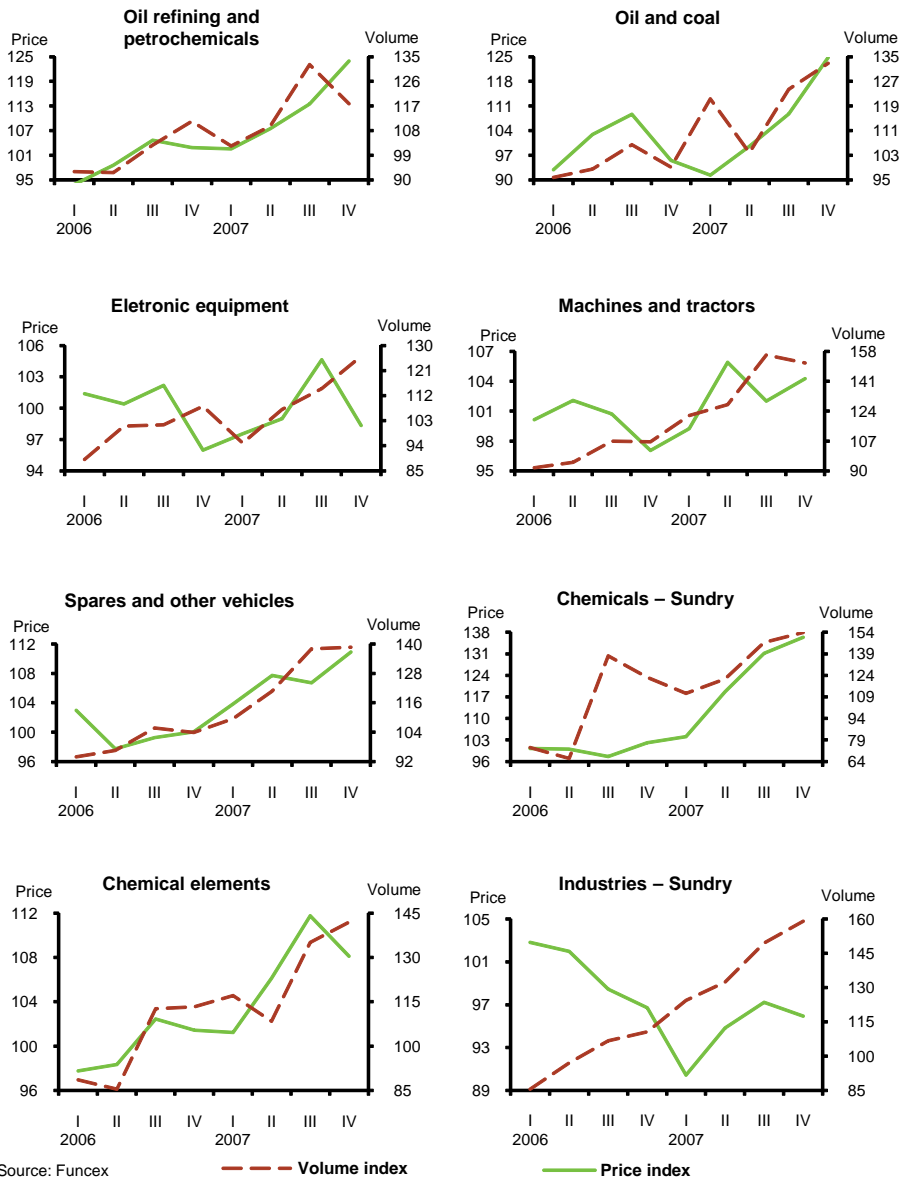 Oil refining and
petrochemicals
Price
Volume
125
119
113
107
101
95
135
126
117
108
99
90
I II III IV I II III IV
2006 2007
Oil and coal
Price
Volume
125
118
111
104
97
90
135
127
119
111
103
95
I II III IV I II III IV
2006 2007
Eletronic equipment
Price
Volume
106
103
100
97
94
130
121
112
103
94
85
I II III IV I II III IV
2006 2007
Machines and tractors
Price
Volume
107
104
101
98
95
158
141
124
107
90
I II III IV I II III IV
2006 2007
Spares and other vehicles
Price
Volume
112
108
104
100
96
140
128
116
104
92
I II III IV I II III IV
2006 2007
Chemicals – Sundry
Price
Volume
138
131
124
117
110
103
96
154
139
124
109
94
79
64
I II III IV I II III IV
2006 2007
Chemical elements
Price
Volume
112
108
104
100
96
145
130
115
100
85
I II III IV I II III IV
2006 2007
Industries – Sundry
Price
Volume
105
101
97
93
89
160
145
130
115
100
85
I II III IV I II III IV
2006 2007
Source: Funcex
Volume index
Price index